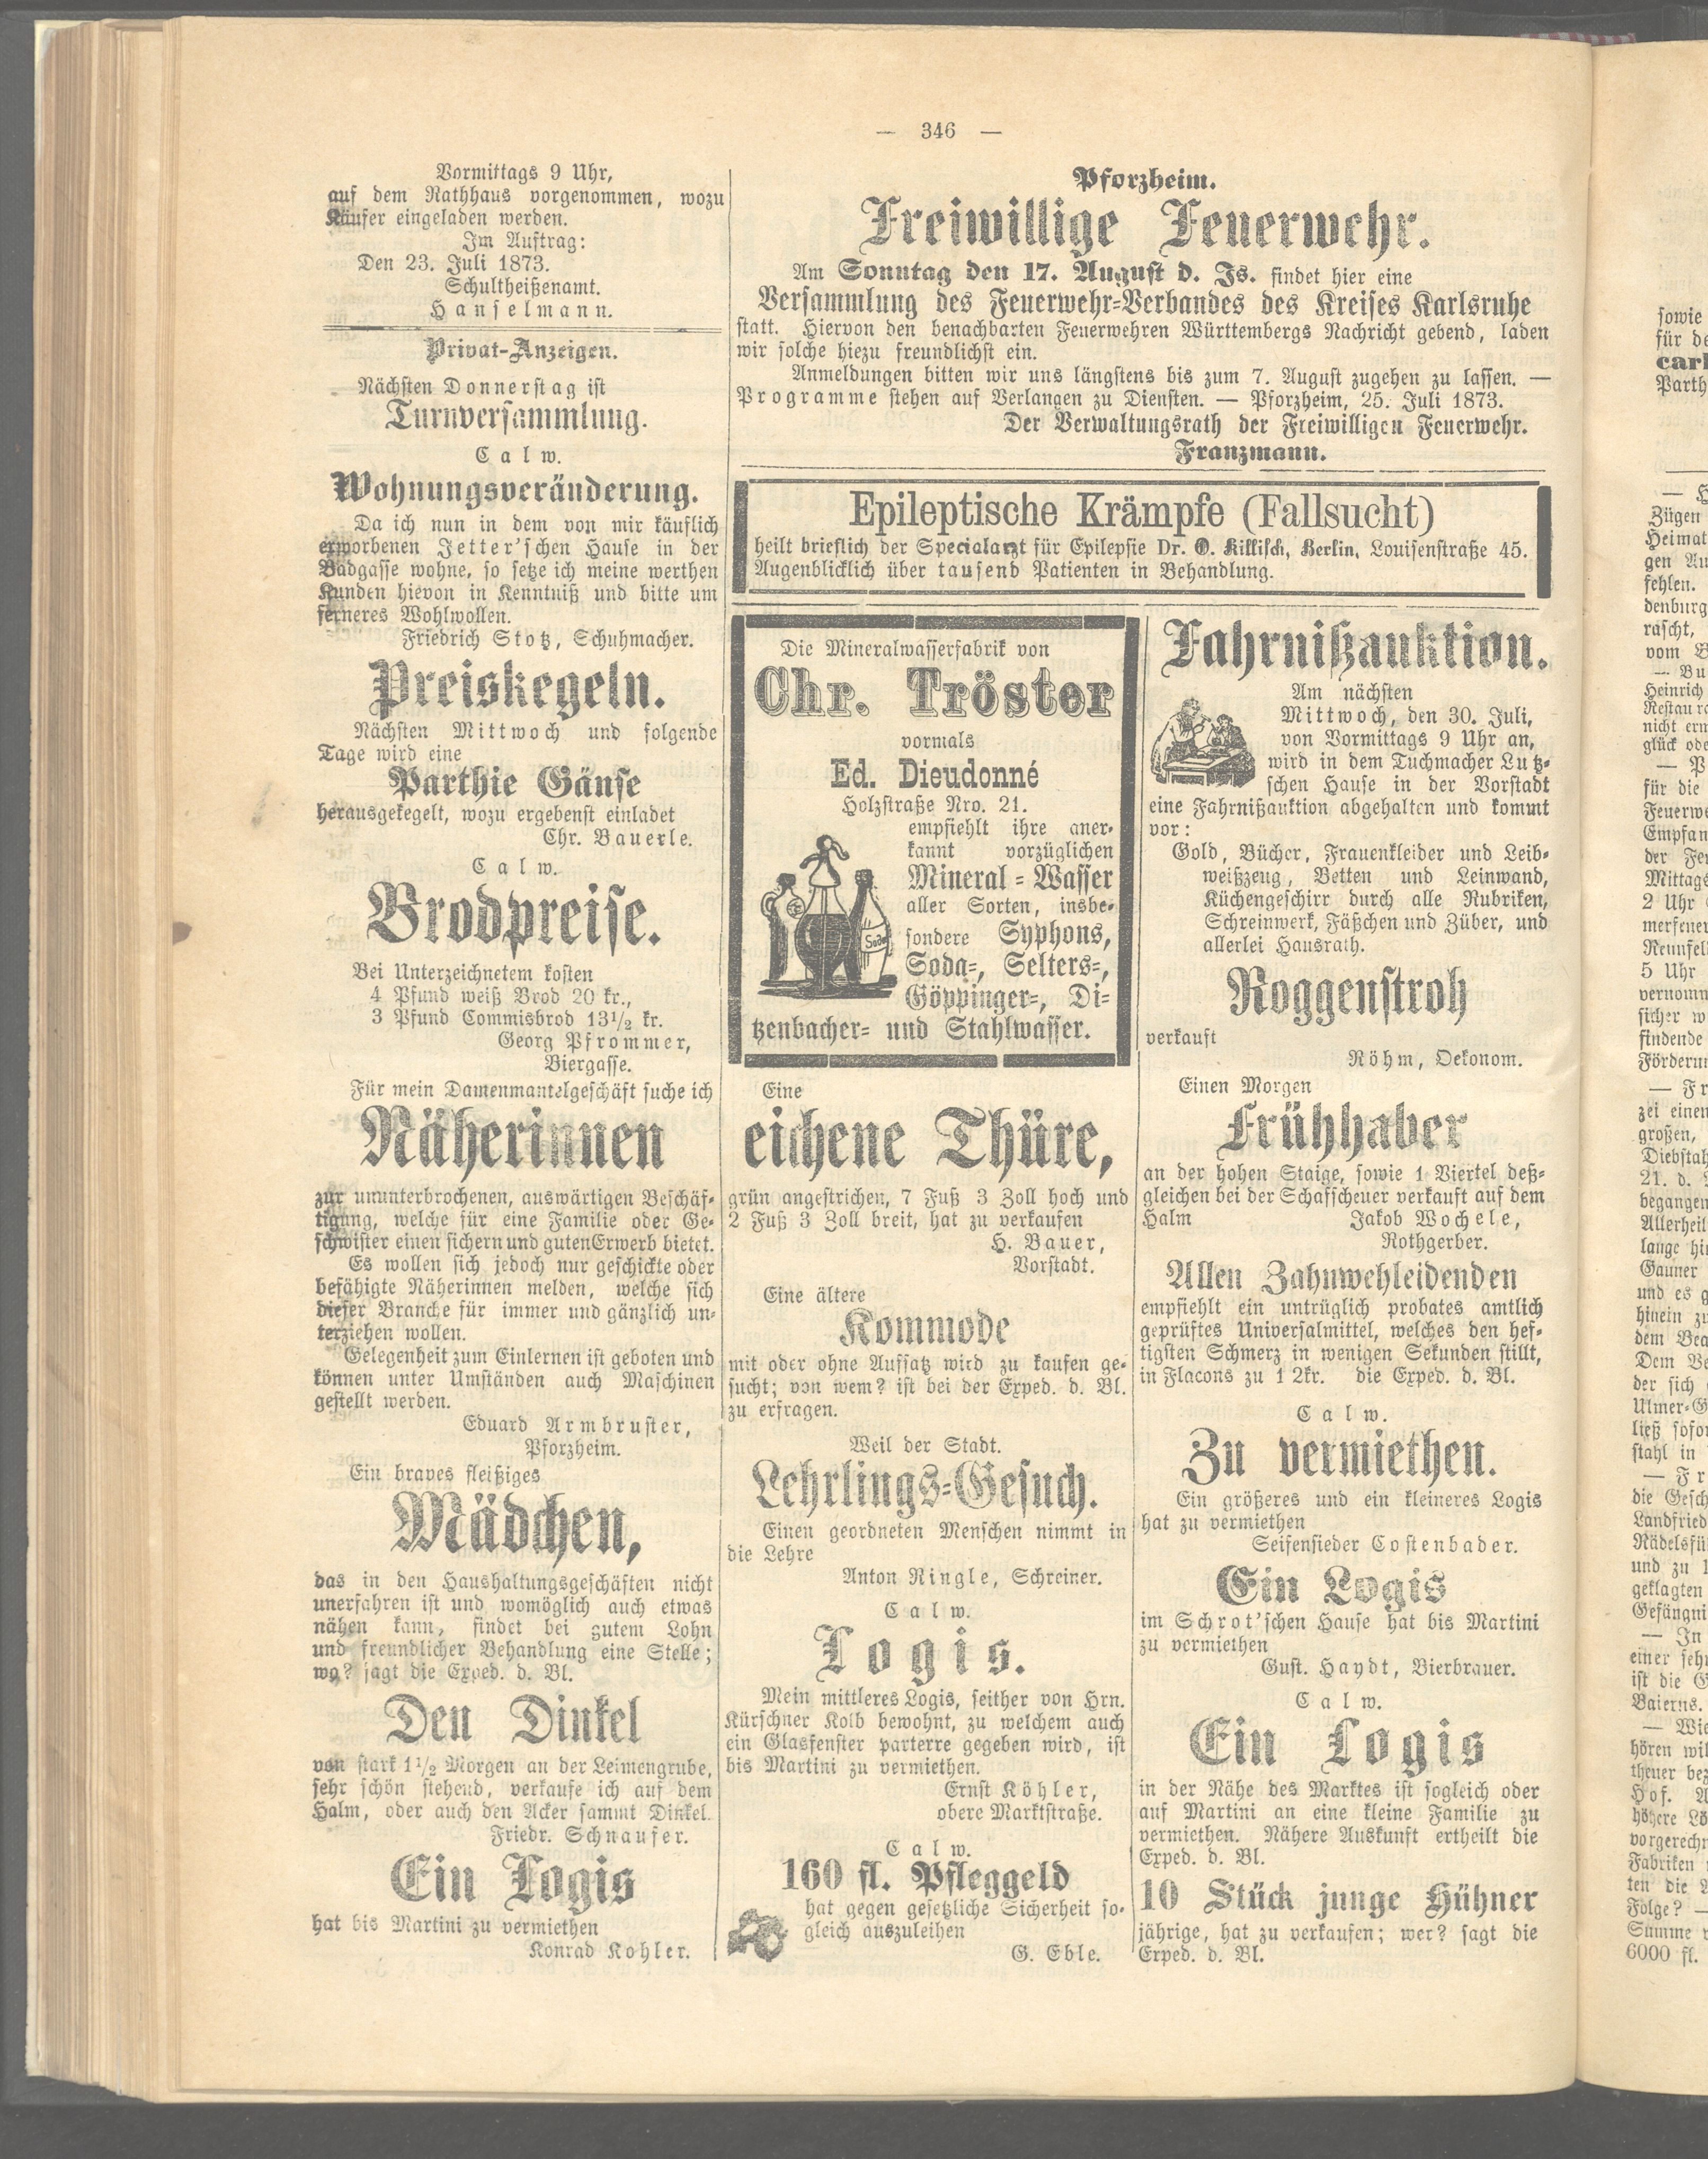 — 346 —
Vormittags 9 Uhr,
auf dem Rathhaus vorgenommen, wozu
Käufer eingeladen werden.
Im Auftrag:
Den 23. Juli 1873.
Schultheißenamt.
Hanselmann.
Privat-Anzeigen.
Nächsten Donnerstag ist
Turnversammlung.
Calw.
Wohnungsveränderung.
Da ich nun in dem von mir käuflich
erworbenen Jetter'schen Hause in der
Badgasse wohne, so setze ich meine werthen
Kunden hievon in Kenntniß und bitte um
ferneres Wohlwollen.
Friedrich Stotz, Schuhmacher.
Preiskegeln.
Nächsten Mittwoch und folgende
Tage wird eine
Parthie Gänse
herausgekegelt, wozu ergebenst einladet
Chr. Bauerle.
Calw.
Brodpreise.
Bei Unterzeichnetem kosten
4 Pfund weiß Brod 20 kr.,
3 Pfund Commisbrod 13½ kr.
Georg Pfrommer,
Biergasse.
Für mein Damenmantelgeschäft suche ich
Näherinnen
zur ununterbrochenen, auswärtigen Beschäf-
tigung, welche für eine Familie oder Ge-
schwister einen sichern und guten Erwerb bietet.
Es wollen sich jedoch nur geschickte oder
befähigte Näherinnen melden, welche sich
dieser Branche für immer und gänzlich un-
terziehen wollen.
Gelegenheit zum Einlernen ist geboten und
können unter Umständen auch Maschinen
gestellt werden.
Eduard Armbruster,
Pforzheim.
Ein braves fleißiges
Mädchen,
das in den Haushaltungsgeschäften nicht
unerfahren ist und womöglich auch etwas
nähen kann, findet bei gutem Lohn
und freundlicher Behandlung eine Stelle;
wo? sagt die Exped. d. Bl.
Den Dinkel
von stark 1½ Morgen an der Leimengrube,
sehr schön stehend, verkaufe ich auf dem
Halm, oder auch den Acker sammt Dinkel.
Friedr. Schnaufer.
Ein Logis
hat bis Martini zu vermiethen
Konrad Kohler.
Pforzheim.
Freiwillige Feuerwehr.
Am Sonntag den 17. August d. Js. findet hier eine
Versammlung des Feuerwehr-Verbandes des Kreises Karlsruhe
statt. Hiervon den benachbarten Feuerwehren Württembergs Nachricht gebend, laden
wir solche hiezu freundlichst ein.
Anmeldungen bitten wir uns längstens bis zum 7. August zugehen zu lassen. —
Programme stehen auf Verlangen zu Diensten. — Pforzheim, 25. Juli 1873.
Der Verwaltungsrath der Freiwilligen Feuerwehr.
Franzmann.
Epileptische Krämpfe (Fallsucht)
heilt brieflich der Specialarzt für Epilepsie Dr. O. Killisch, Berlin, Louisenstraße 45.
Augenblicklich über tausend Patienten in Behandlung.
Die Mineralwasserfabrik von
Chr. Tröster
vormals
Ed. Dieudonné
Holzstraße Nro. 21.
empfiehlt ihre aner-
kannt vorzüglichen
Mineral-Wasser
aller Sorten, insbe-
sondere Syphons,
Soda
Soda-, Selters-,
Göppinger-, Di-
tzenbacher- und Stahlwasser.
Eine
eichene Thüre,
grün angestrichen, 7 Fuß 3 Zoll hoch und
2 Fuß 3 Zoll breit, hat zu verkaufen
H. Bauer,
Vorstadt.
Eine ältere
Kommode
mit oder ohne Aufsatz wird zu kaufen ge-
sucht; von wem? ist bei der Exped. d. Bl.
zu erfragen.
Weil der Stadt.
Lehrlings-Gesuch.
Einen geordneten Menschen nimmt in
die Lehre
Anton Ringle, Schreiner.
Calw.
Logis.
Mein mittleres Logis, seither von Hrn.
Kürschner Kolb bewohnt, zu welchem auch
ein Glasfenster parterre gegeben wird, ist
bis Martini zu vermiethen.
Ernst Köhler,
obere Marktstraße.
Calw.
160 fl. Pfleggeld
hat gegen gesetzliche Sicherheit so-
gleich auszuleihen
G. Eble.
Fahrnißauktion.
Am nächsten
Mittwoch, den 30. Juli,
von Vormittags 9 Uhr an,
wird in dem Tuchmacher Lutz-
schen Hause in der Vorstadt
eine Fahrnißauktion abgehalten und kommt
vor:
Gold, Bücher, Frauenkleider und Leib-
weißzeug, Betten und Leinwand,
Küchengeschirr durch alle Rubriken,
Schreinwerk, Fäßchen und Züber, und
allerlei Hausrath.
Roggenstroh
verkauft
Röhm, Oekonom.
Einen Morgen
Frühhaber
an der hohen Staige, sowie 1 Viertel deß-
gleichen bei der Schafscheuer verkauft auf dem
Halm Jakob Wochele,
Rothgerber.
Allen Zahnwehleidenden
empfiehlt ein untrüglich probates amtlich
geprüftes Universalmittel, welches den hef-
tigsten Schmerz in wenigen Sekunden stillt,
in Flacons zu 12kr. die Exped. d. Bl.
Calw.
Zu vermiethen.
Ein größeres und ein kleineres Logis
hat zu vermiethen
Seifensieder Costenbader.
Ein Logis
im Schrot'schen Hause hat bis Martini
zu vermiethen
Gust. Haydt, Bierbrauer.
Calw.
Ein Logis
in der Nähe des Marktes ist sogleich oder
auf Martini an eine kleine Familie zu
vermiethen. Nähere Auskunft ertheilt die
Exped. d. Bl.
10 Stück junge Hühner
jährige, hat zu verkaufen; wer? sagt die
Exped. d. Bl.